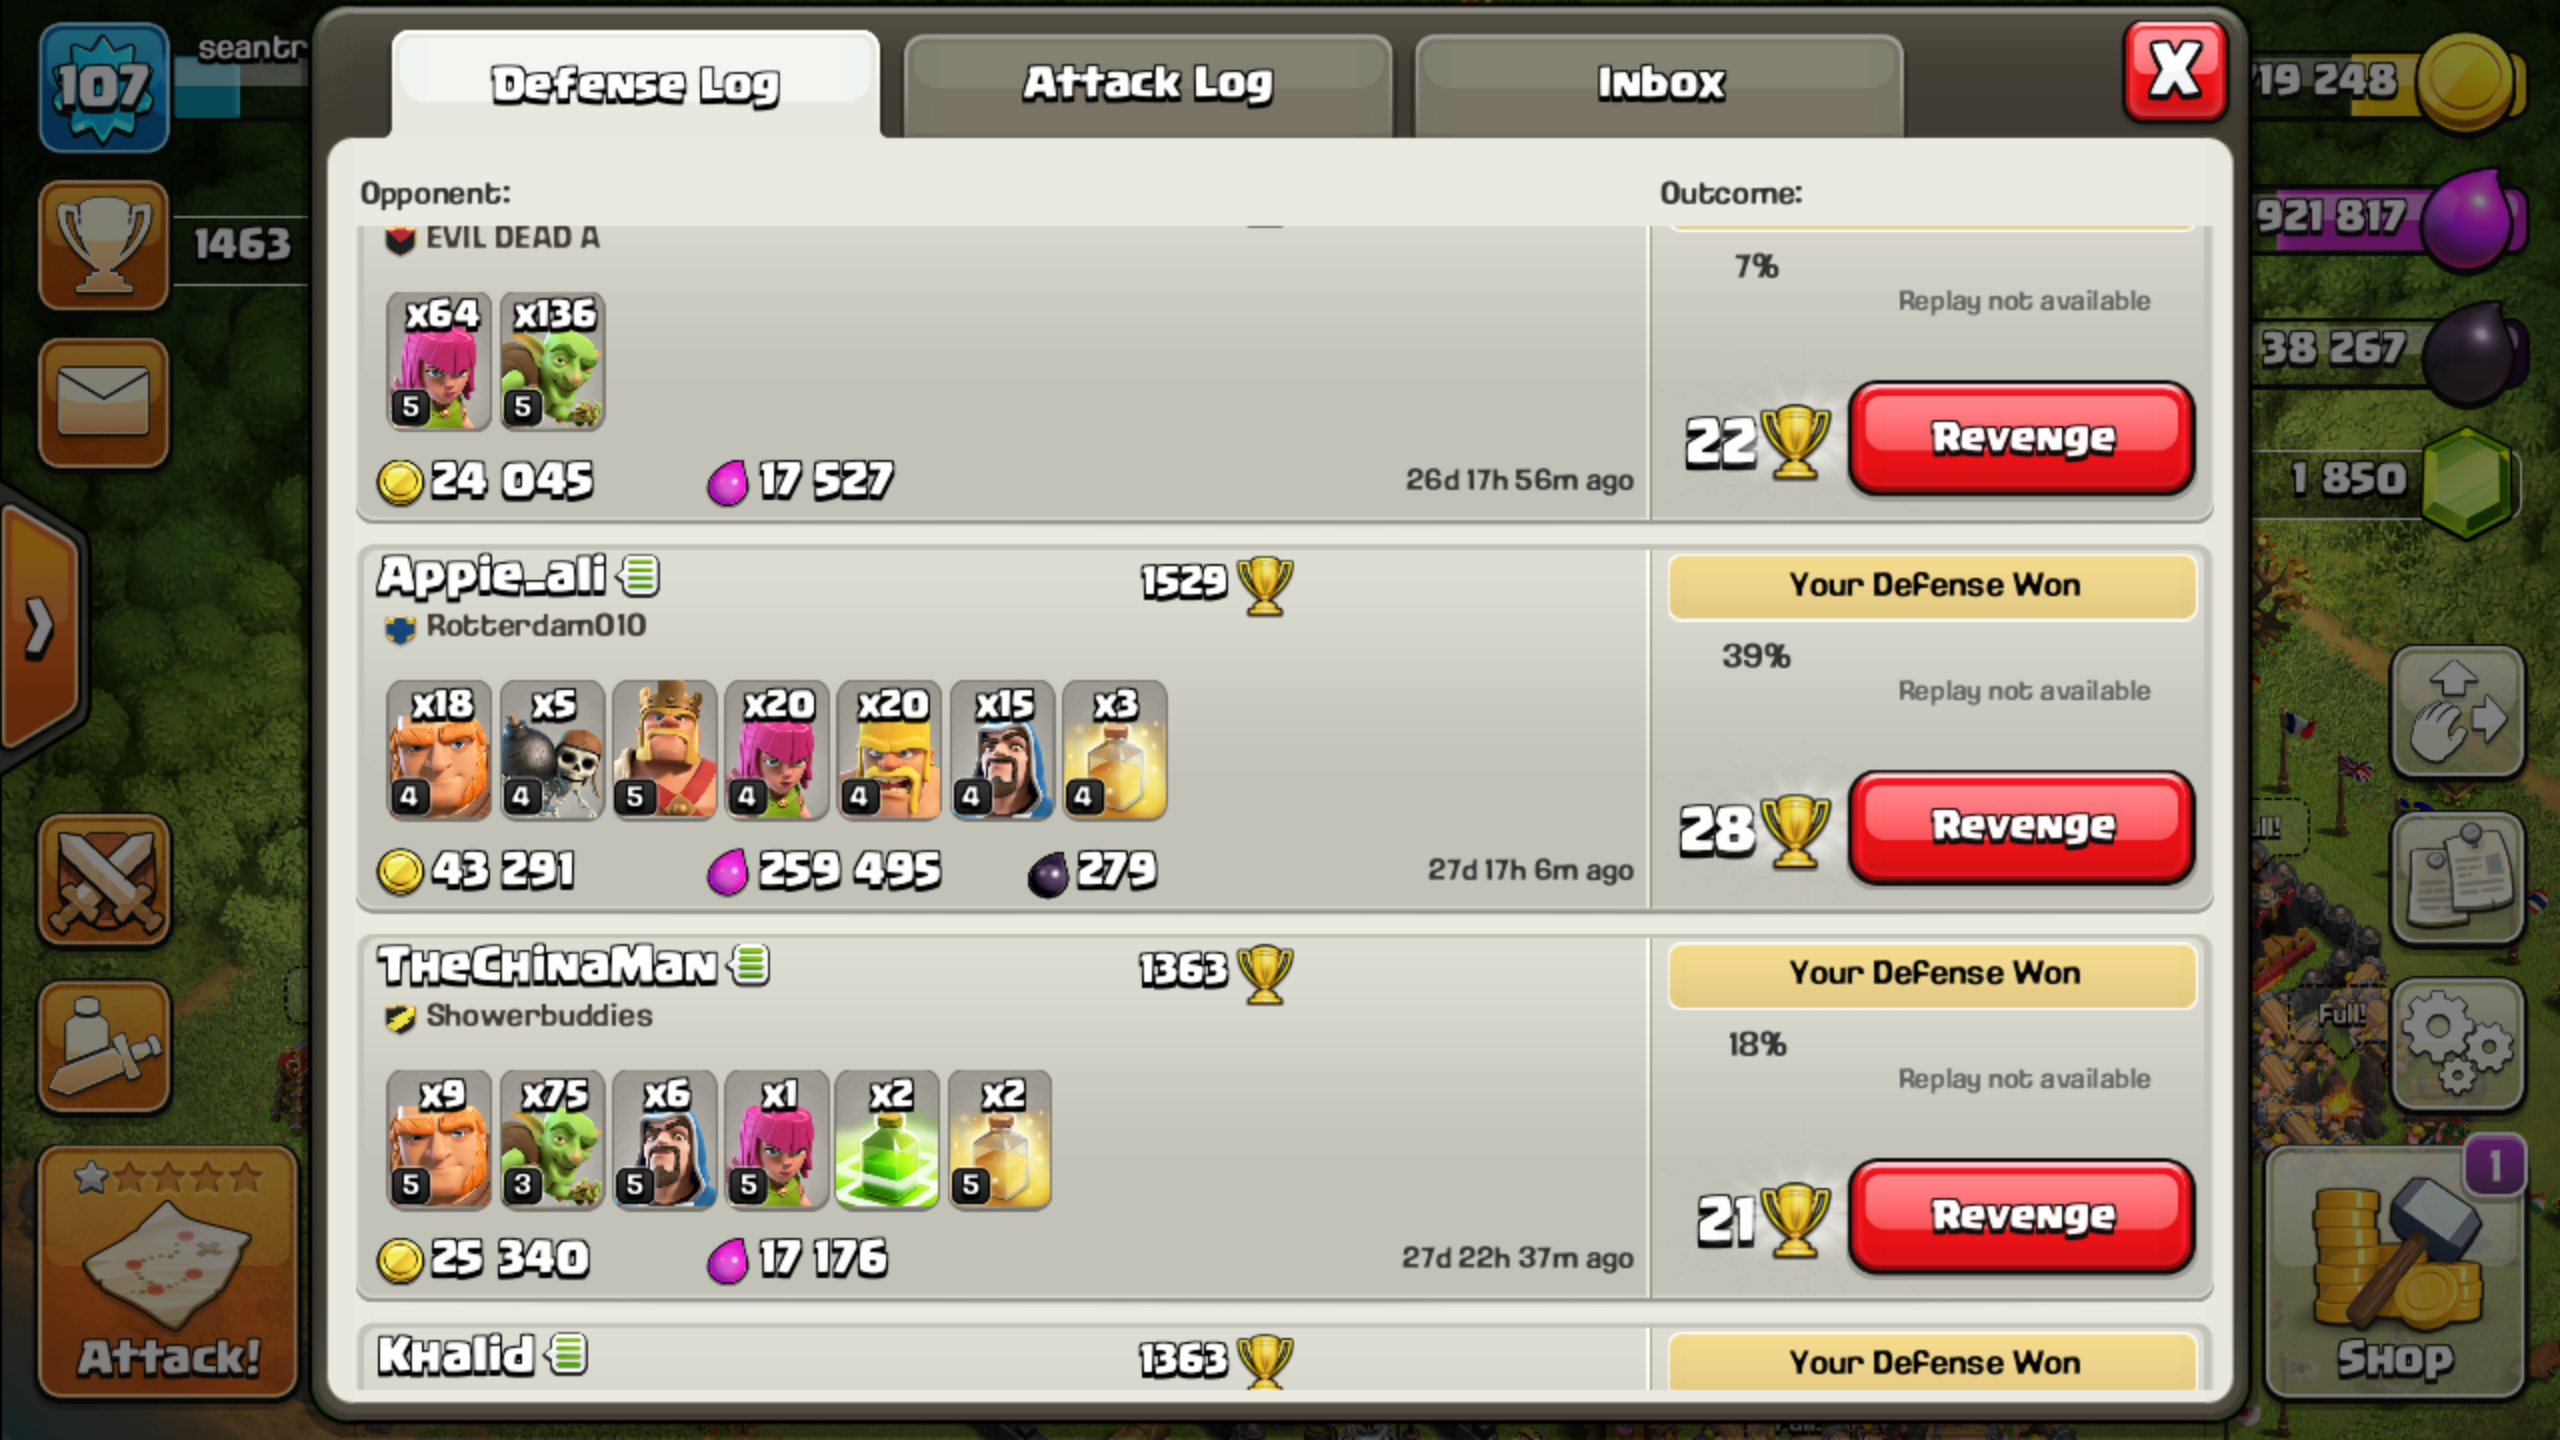 107
seantr
Defense Log
Attack Log
Inbox
X
19 248
1463
921 817
38 267
1 850
Opponent:
Outcome:
EVIL DEAD A
7%
Replay not available
x64
x136
5
5
22
Revenge
24 045
17 527
26d 17h 56m ago
Appie_ali
1529
Your Defense Won
Rotterdam010
39%
Replay not available
x18
x5
x20
x20
x15
x3
4
4
5
4
4
4
4
28
Revenge
43 291
259 495
279
27d 17h 6m ago
TheChinaMan
1363
Your Defense Won
Showerbuddies
18%
Replay not available
x9
x75
x6
x1
x2
x2
5
3
5
5
5
21
Revenge
25 340
17 176
27d 22h 37m ago
Khalid
1363
Your Defense Won
Attack!
Full!
1
Shop